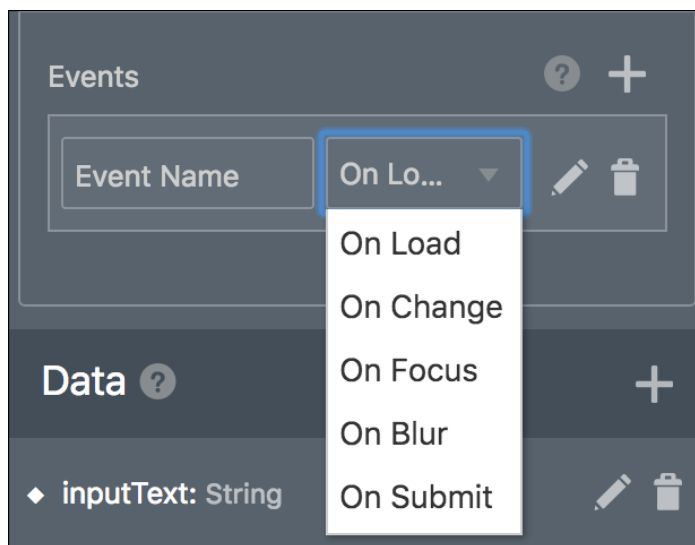 Events ?
Event Name On Lo...
On Load
On Change
On Focus
Data ?
On Blur
inputText: String
On Submit